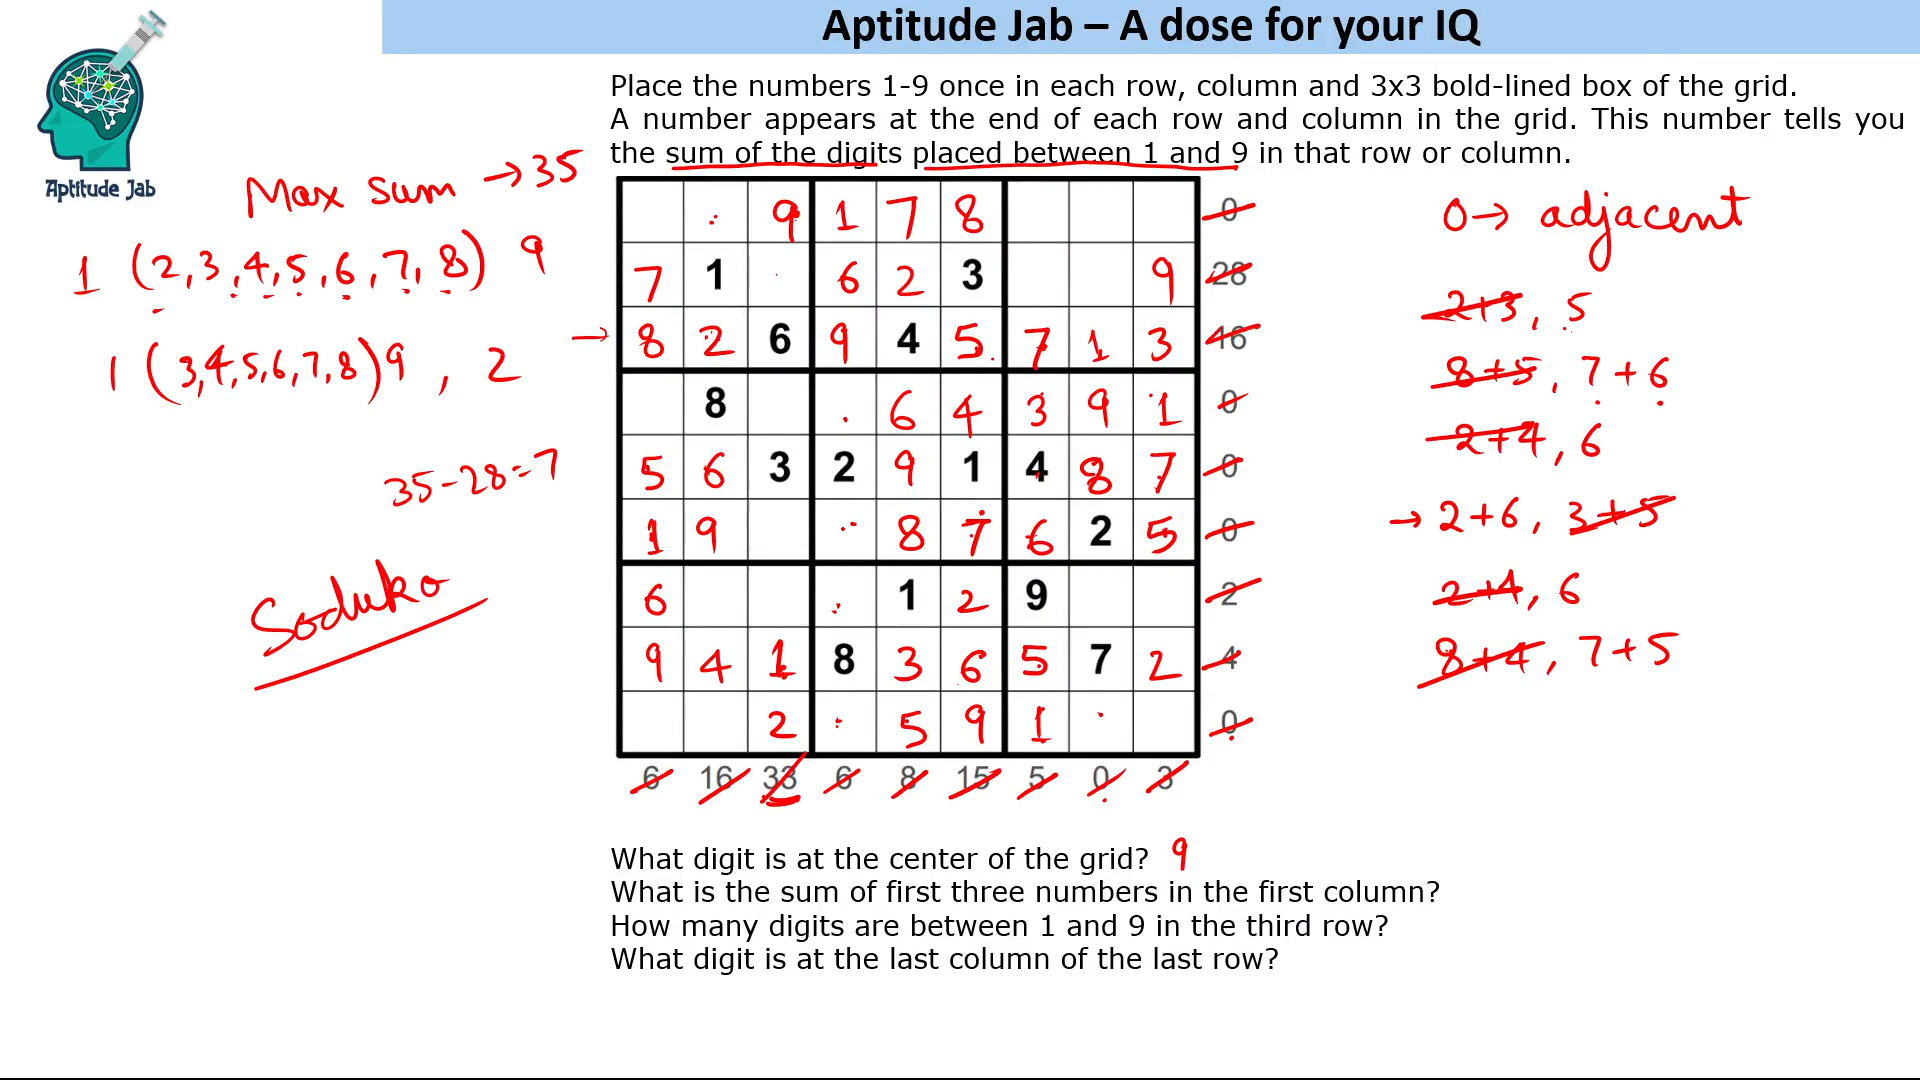 Aptitude Jab – A dose for your IQ
Aptitude Jab
Place the numbers 1-9 once in each row, column and 3x3 bold-lined box of the grid.
A number appears at the end of each row and column in the grid. This number tells you
the sum of the digits placed between 1 and 9 in that row or column.
Max sum → 35
1 (2,3,4,5,6,7,8) 9
1 (3,4,5,6,7,8) 9 , 2
35-28=7
Soduko
9 1 7 8 0
7 1 6 2 3 9 28
→ 8 2 6 9 4 5 7 1 3 16
8 6 4 3 9 1 0
5 6 3 2 9 1 4 8 7 0
1 9 8 7 6 2 5 0
6 1 2 9 2
9 4 1 8 3 6 5 7 2 4
2 5 9 1 0
6 16 33 6 8 15 5 0 3
0 → adjacent
2+3, 5
8+5, 7+6
2+4, 6
→ 2+6, 3+5
2+4, 6
8+4, 7+5
What digit is at the center of the grid? 9
What is the sum of first three numbers in the first column?
How many digits are between 1 and 9 in the third row?
What digit is at the last column of the last row?